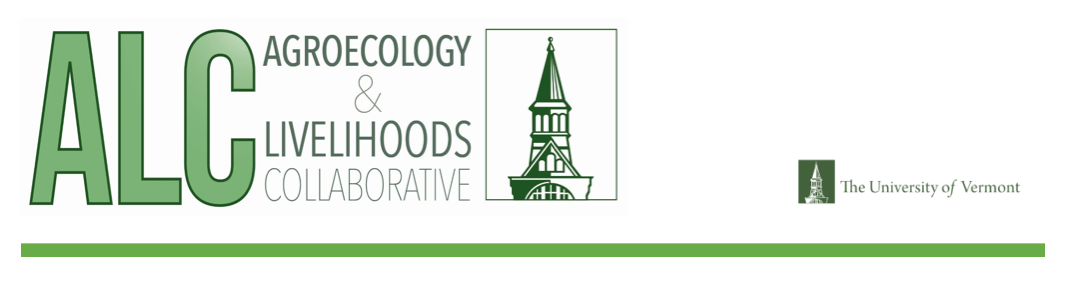 ALC
AGROECOLOGY
&
LIVELIHOODS
COLLABORATIVE
The University of Vermont